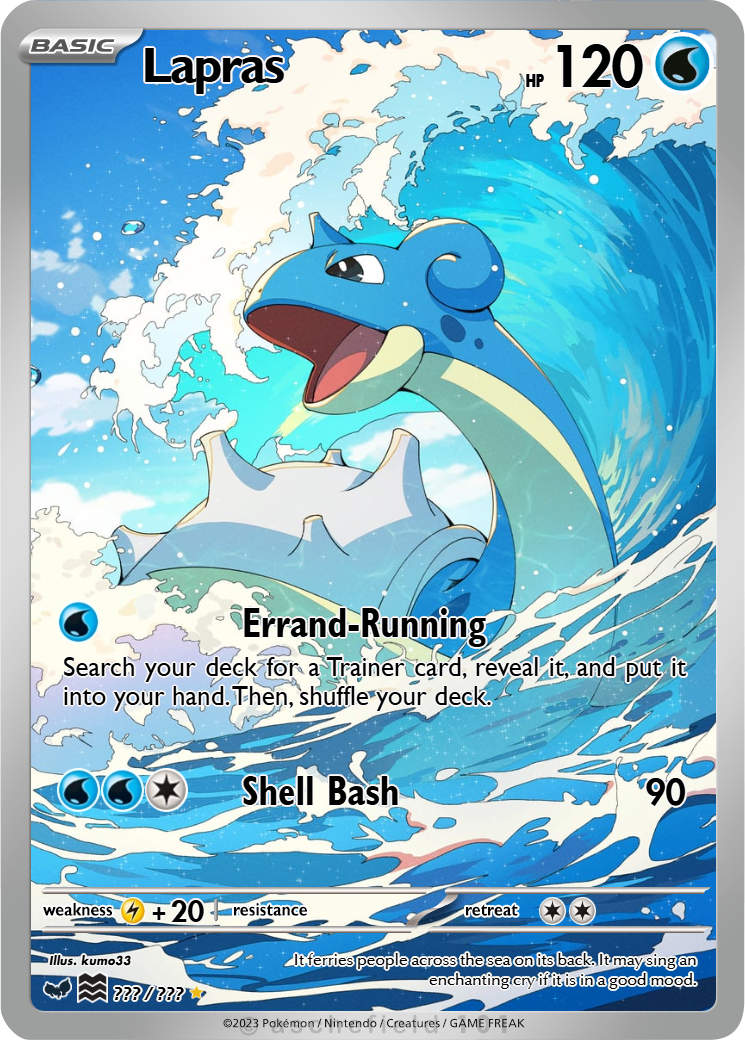 BASIC
Lapras
HP 120
Errand-Running
Search your deck for a Trainer card, reveal it, and put it
into your hand. Then, shuffle your deck.
Shell Bash 90
weakness +20 resistance retreat
Illus. kumo33
It ferries people across the sea on its back. It may sing an
enchanting cry if it is in a good mood.
??? / ???
©2023 Pokémon / Nintendo / Creatures / GAME FREAK